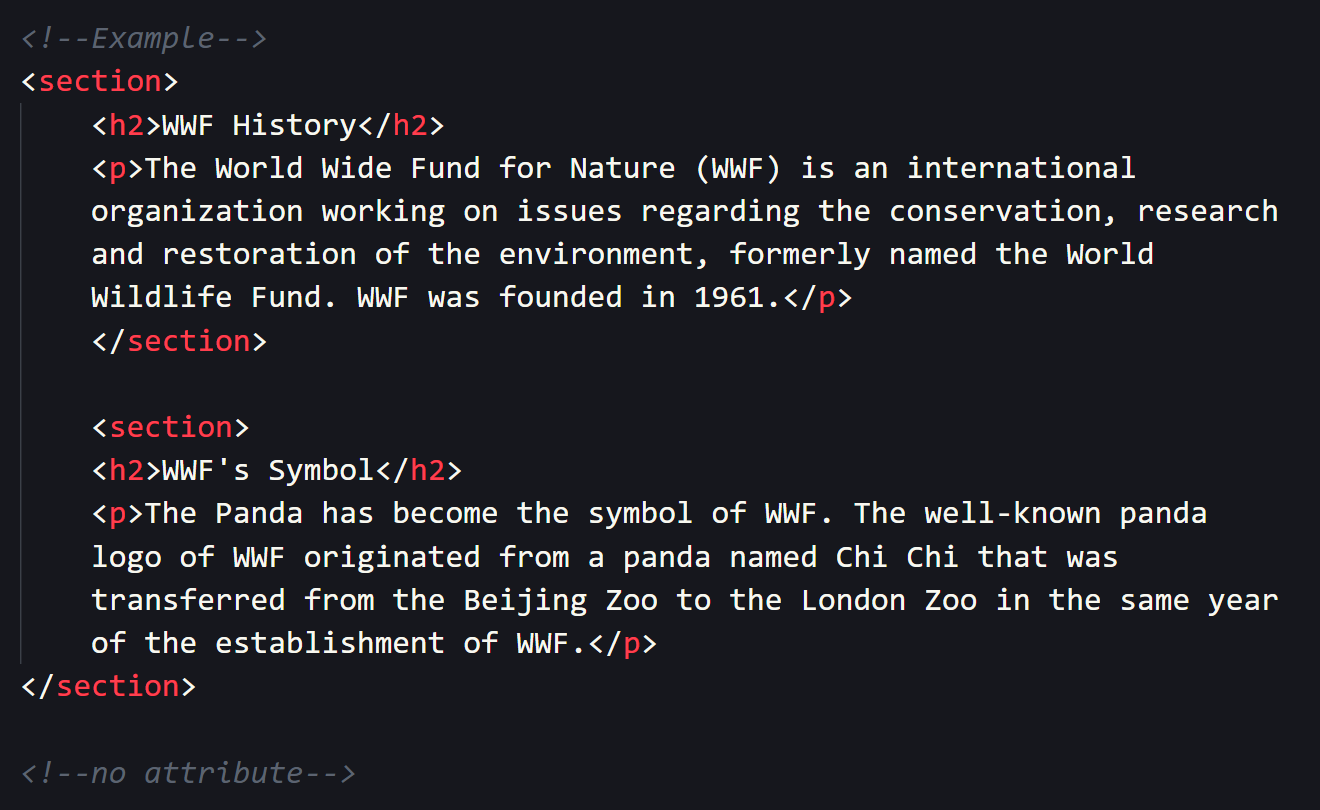 <!--Example-->
<section>
    <h2>WWF History</h2>
    <p>The World Wide Fund for Nature (WWF) is an international
    organization working on issues regarding the conservation, research
    and restoration of the environment, formerly named the World
    Wildlife Fund. WWF was founded in 1961.</p>
    </section>

    <section>
    <h2>WWF's Symbol</h2>
    <p>The Panda has become the symbol of WWF. The well-known panda
    logo of WWF originated from a panda named Chi Chi that was
    transferred from the Beijing Zoo to the London Zoo in the same year
    of the establishment of WWF.</p>
</section>

<!--no attribute-->